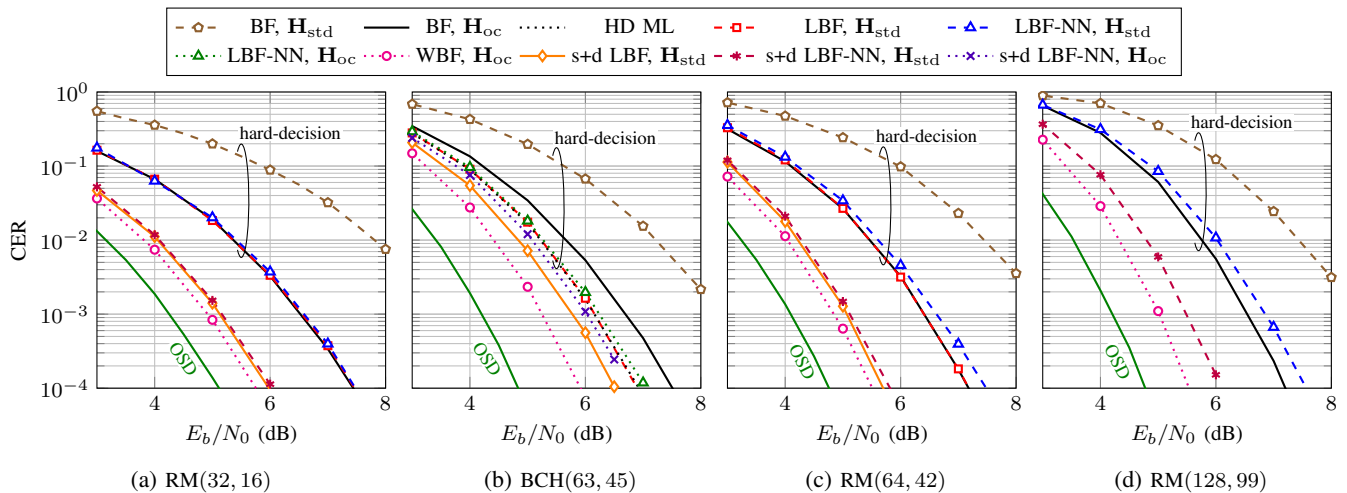 BF, H_std BF, H_oc HD ML LBF, H_std LBF-NN, H_std
LBF-NN, H_oc WBF, H_oc s+d LBF, H_std s+d LBF-NN, H_std s+d LBF-NN, H_oc
CER
10^0
10^−1
10^−2
10^−3
10^−4
hard-decision
OSD
4 6 8
E_b/N_0 (dB)
(a) RM(32, 16)
hard-decision
OSD
4 6 8
E_b/N_0 (dB)
(b) BCH(63, 45)
hard-decision
OSD
4 6 8
E_b/N_0 (dB)
(c) RM(64, 42)
hard-decision
OSD
4 6 8
E_b/N_0 (dB)
(d) RM(128, 99)